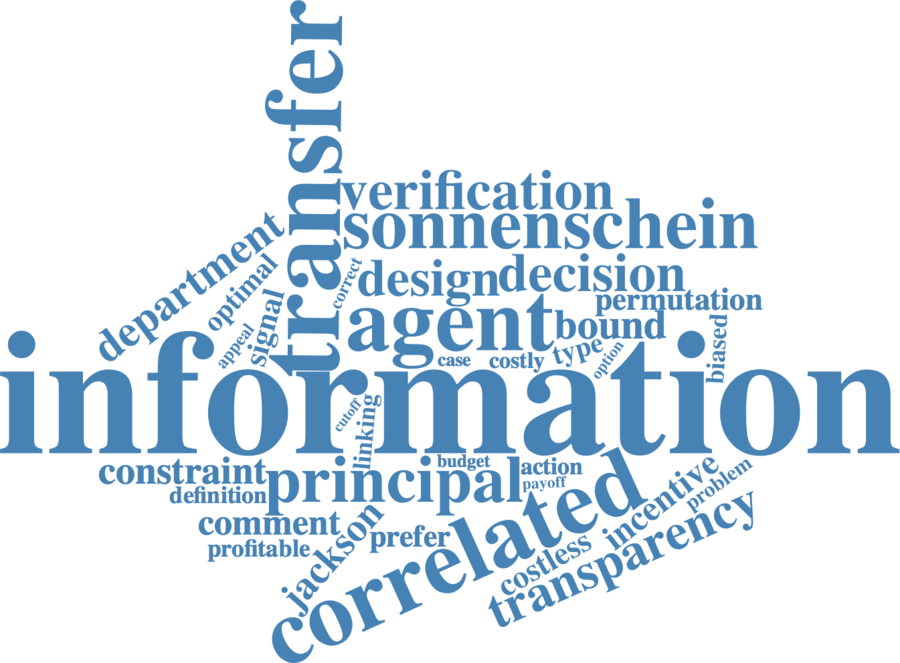 transfer
verification
sonnenschein
department
optimal
correct
design
decision
signal
permutation
agent
bound
appeal
biased
case
costly
type
option
information
cutoff
linking
constraint
principal
budget
action
incentive
problem
definition
payoff
correlated
comment
prefer
jackson
profitable
costless
transparency